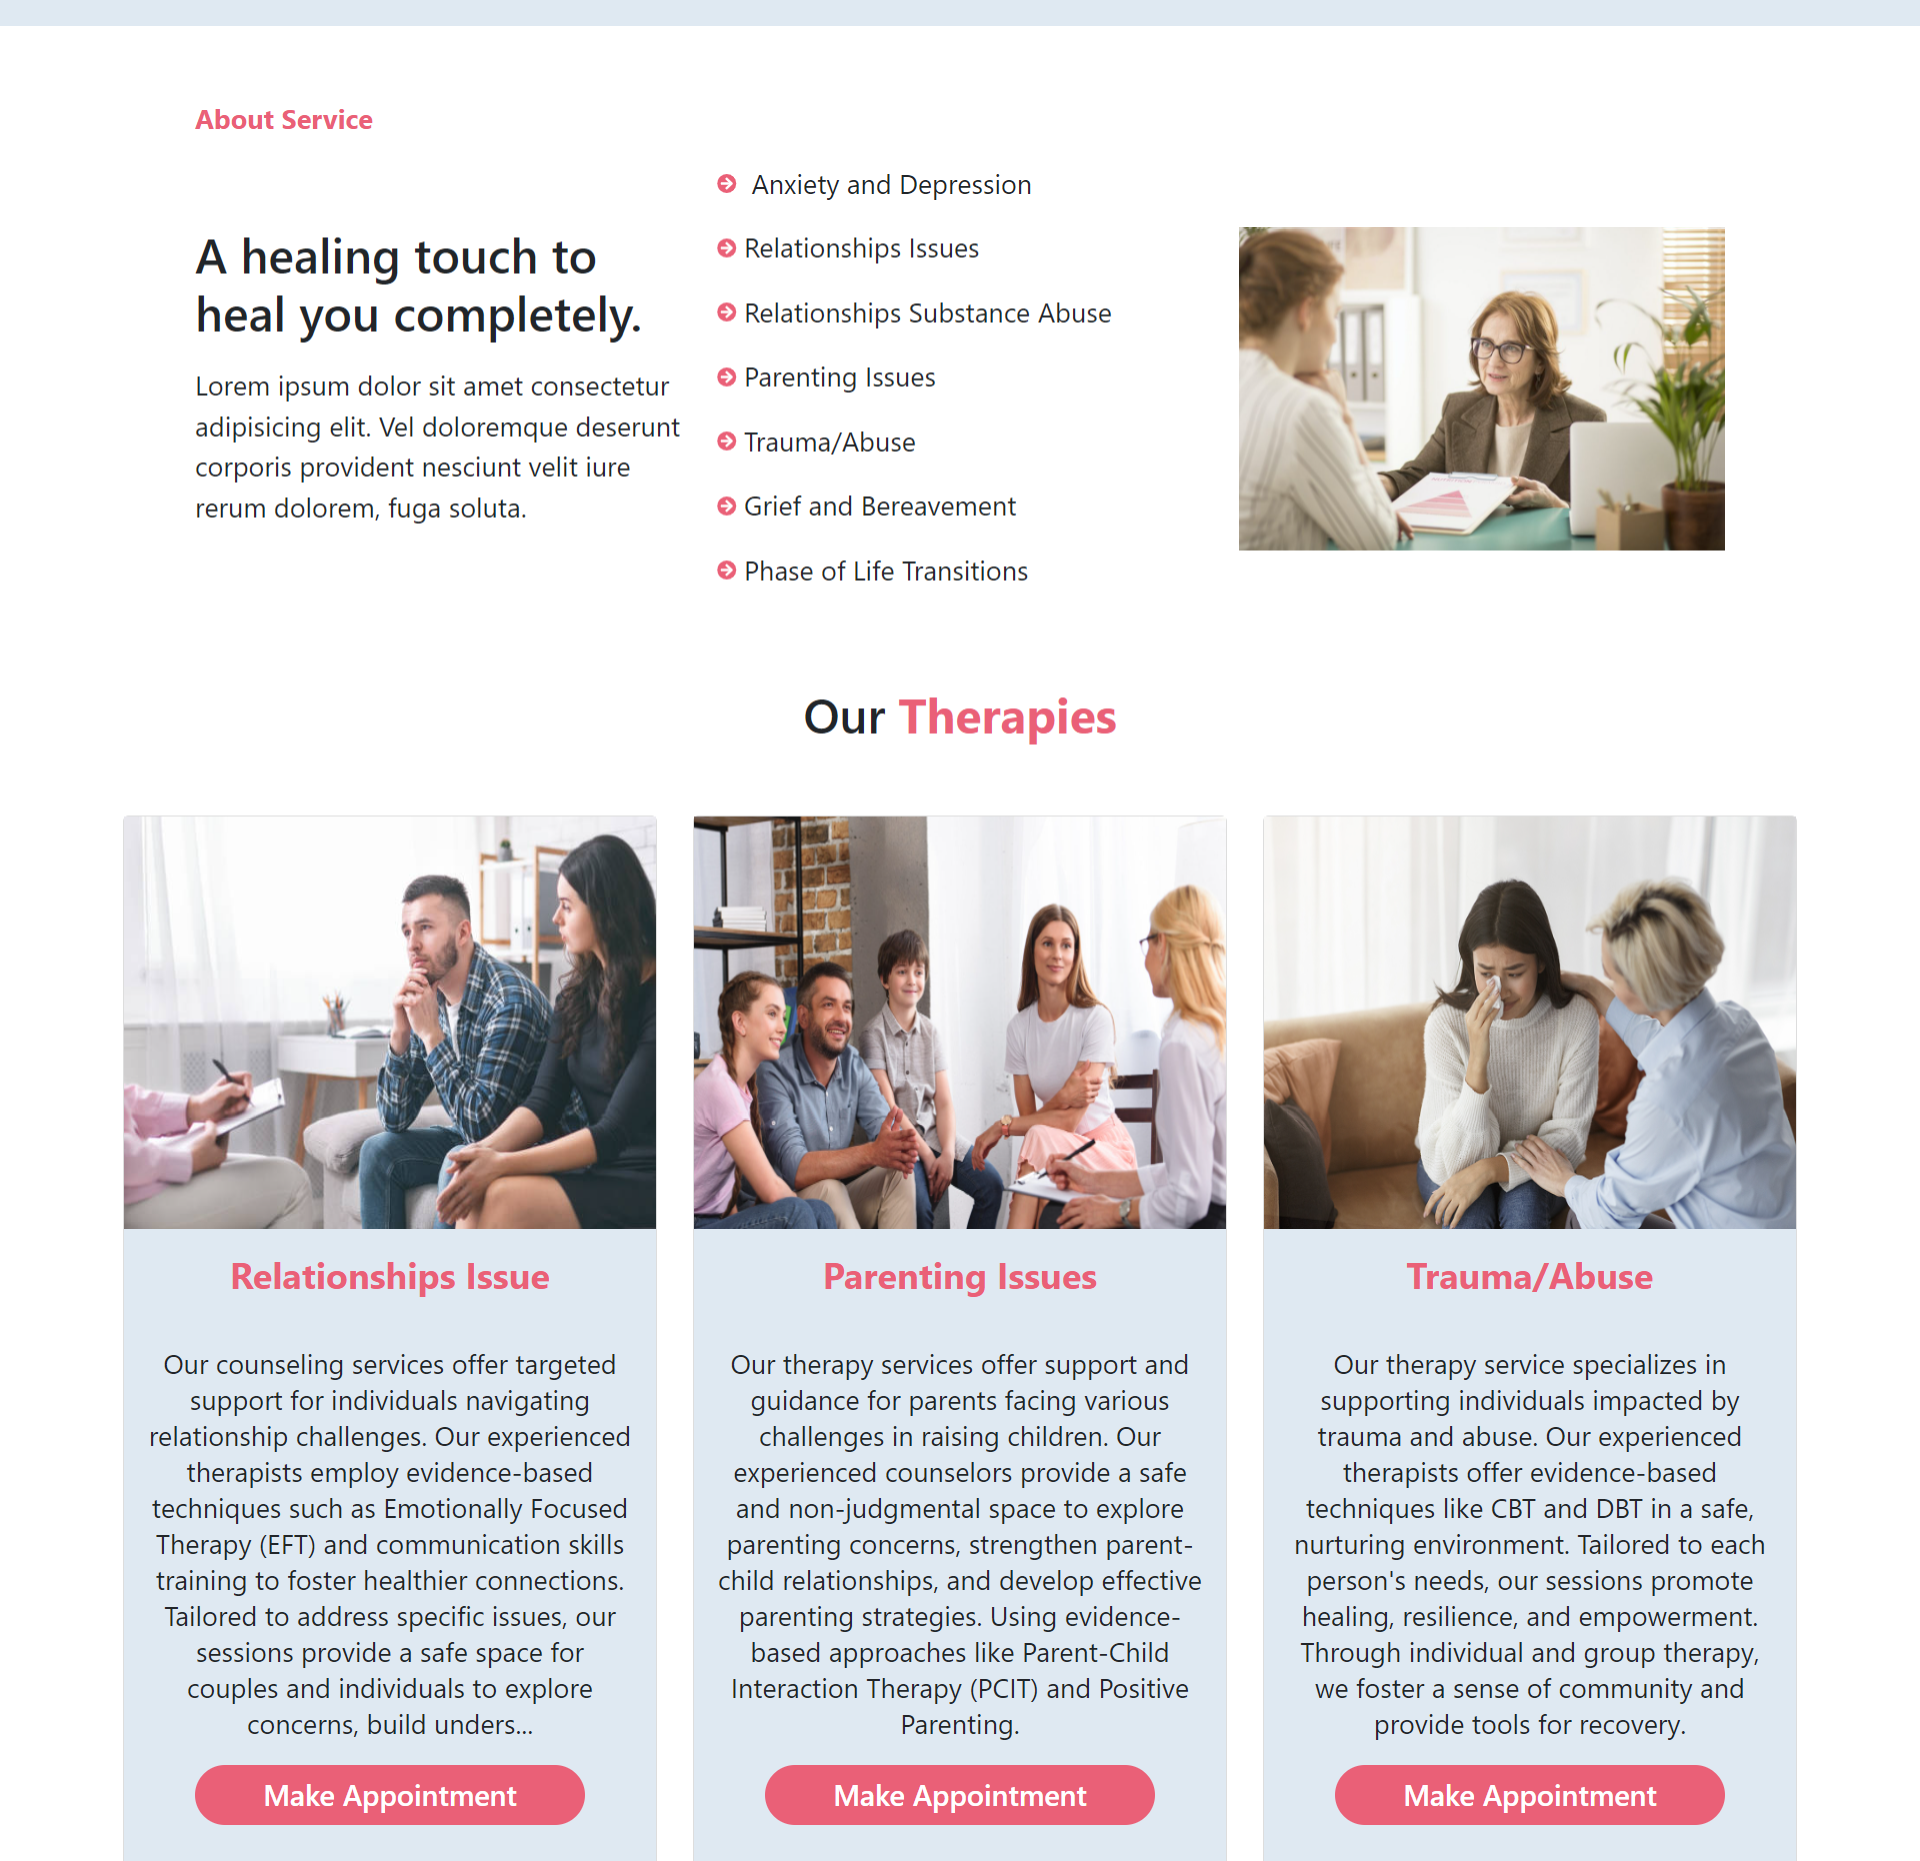 About Service
A healing touch to
heal you completely.
Lorem ipsum dolor sit amet consectetur
adipisicing elit. Vel doloremque deserunt
corporis provident nesciunt velit iure
rerum dolorem, fuga soluta.
Anxiety and Depression
Relationships Issues
Relationships Substance Abuse
Parenting Issues
Trauma/Abuse
Grief and Bereavement
Phase of Life Transitions
Our Therapies
Relationships Issue
Our counseling services offer targeted
support for individuals navigating
relationship challenges. Our experienced
therapists employ evidence-based
techniques such as Emotionally Focused
Therapy (EFT) and communication skills
training to foster healthier connections.
Tailored to address specific issues, our
sessions provide a safe space for
couples and individuals to explore
concerns, build unders...
Make Appointment
Parenting Issues
Our therapy services offer support and
guidance for parents facing various
challenges in raising children. Our
experienced counselors provide a safe
and non-judgmental space to explore
parenting concerns, strengthen parent-
child relationships, and develop effective
parenting strategies. Using evidence-
based approaches like Parent-Child
Interaction Therapy (PCIT) and Positive
Parenting.
Make Appointment
Trauma/Abuse
Our therapy service specializes in
supporting individuals impacted by
trauma and abuse. Our experienced
therapists offer evidence-based
techniques like CBT and DBT in a safe,
nurturing environment. Tailored to each
person's needs, our sessions promote
healing, resilience, and empowerment.
Through individual and group therapy,
we foster a sense of community and
provide tools for recovery.
Make Appointment